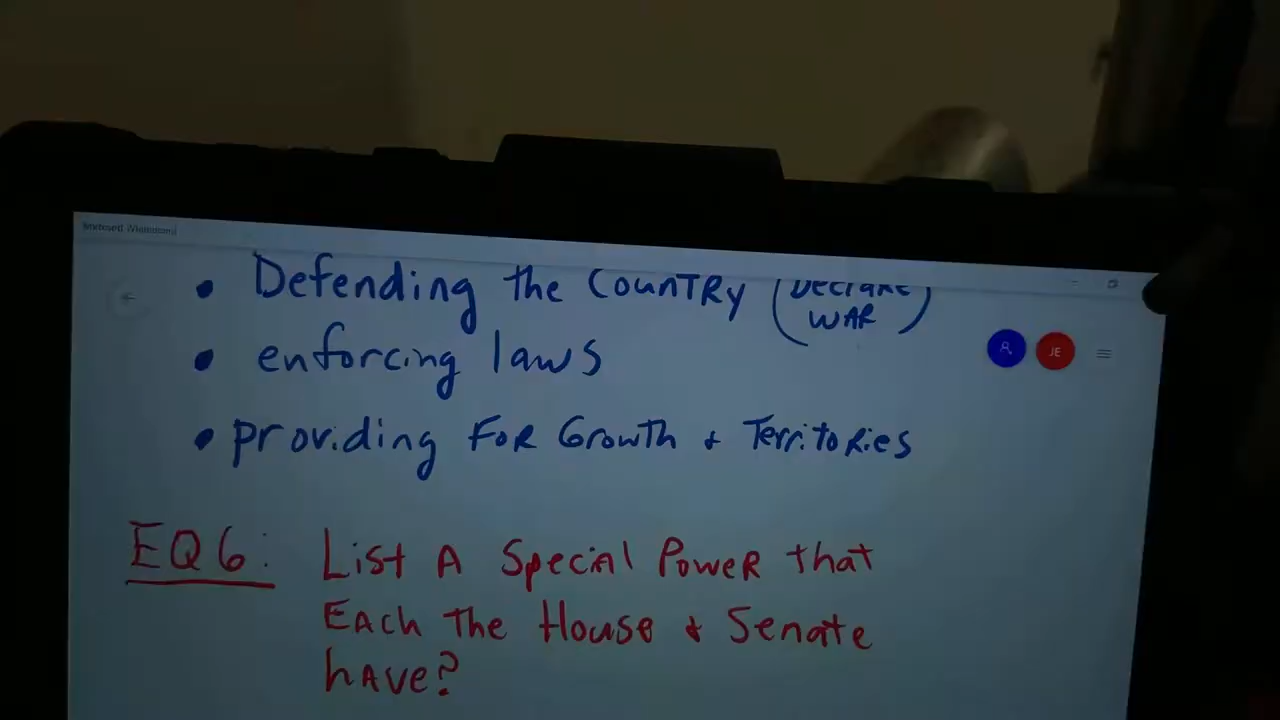 • Defending the Country (Declare
WAR)
• enforcing laws
• providing FOR Growth + Territories
EQ6: List A Special Power that
Each The House & Senate
have?
JE